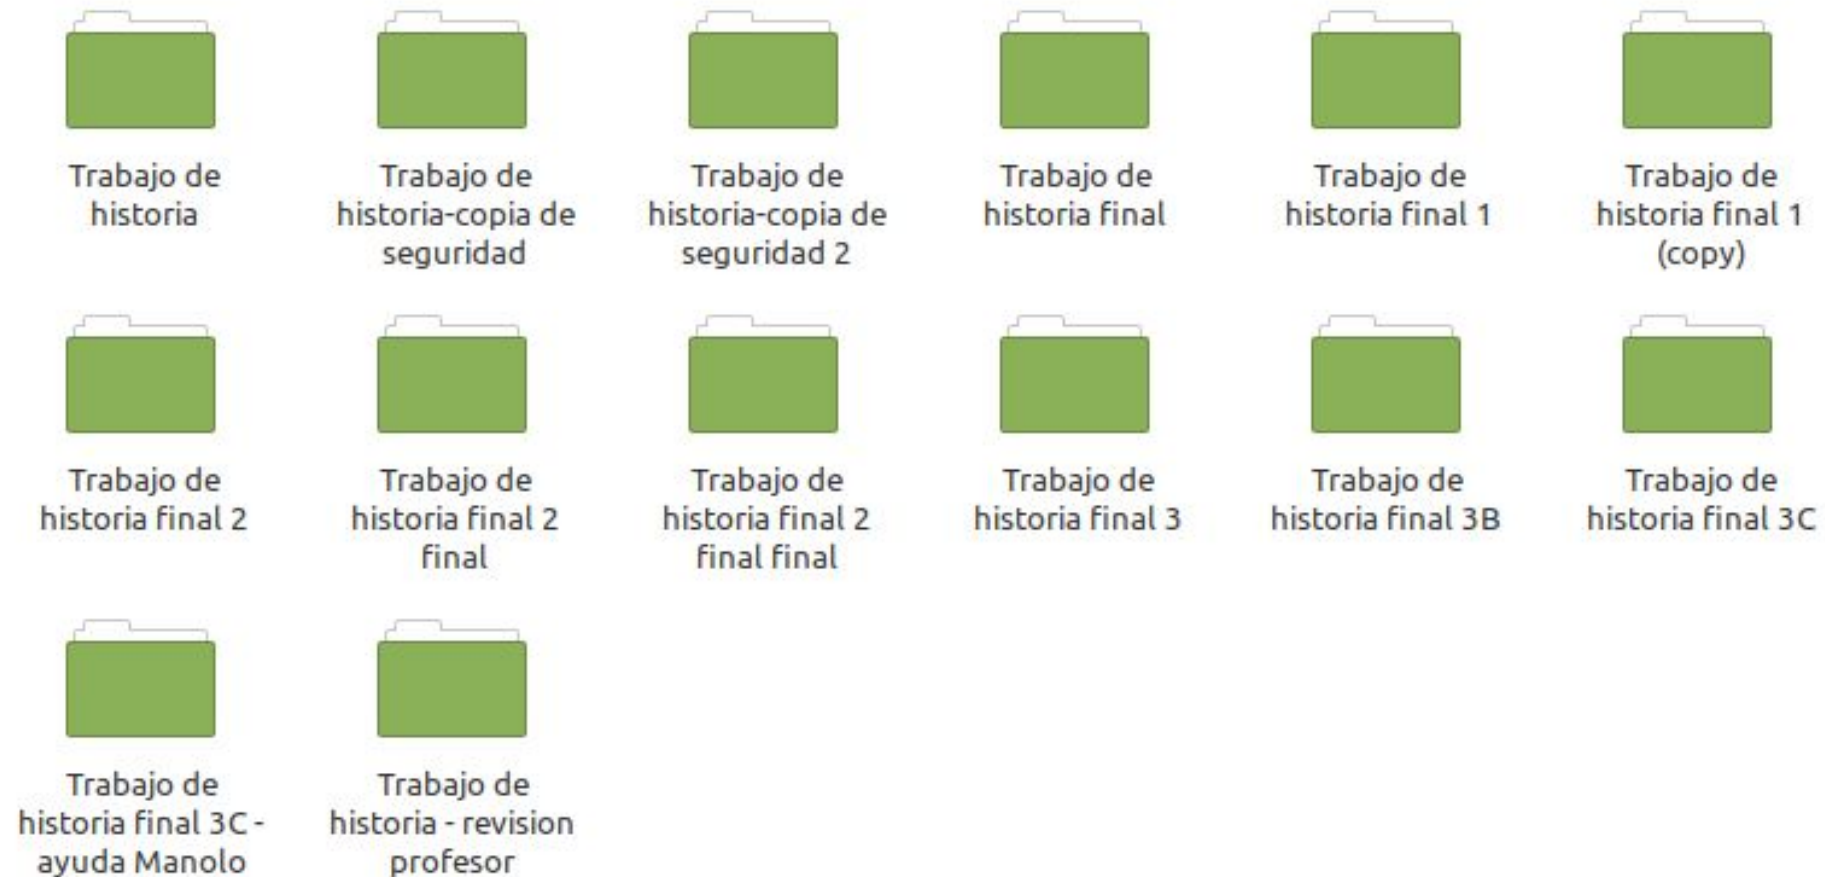 Trabajo de
historia
Trabajo de
historia-copia de
seguridad
Trabajo de
historia-copia de
seguridad 2
Trabajo de
historia final
Trabajo de
historia final 1
Trabajo de
historia final 1
(copy)
Trabajo de
historia final 2
Trabajo de
historia final 2
final
Trabajo de
historia final 2
final final
Trabajo de
historia final 3
Trabajo de
historia final 3B
Trabajo de
historia final 3C
Trabajo de
historia final 3C -
ayuda Manolo
Trabajo de
historia - revision
profesor